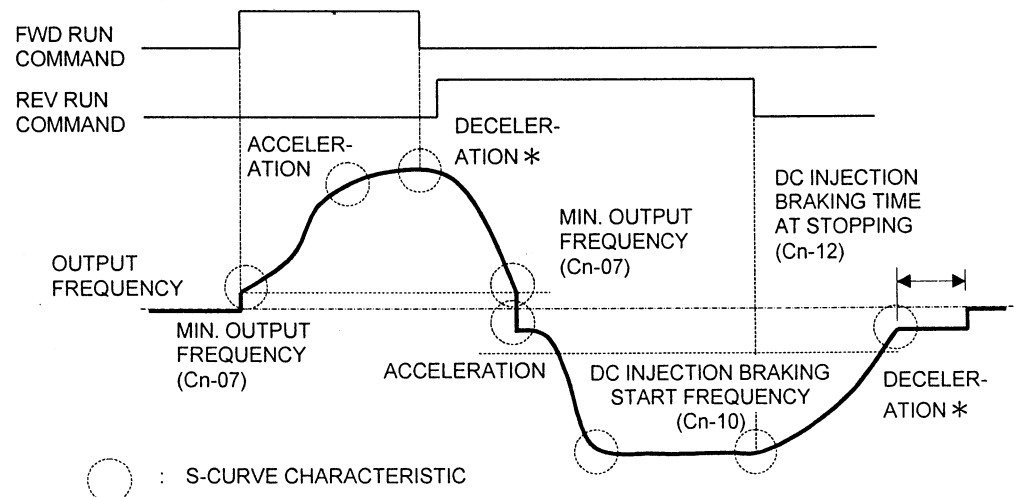 FWD RUN
COMMAND
REV RUN
COMMAND
ACCELER-
ATION
DECELER-
ATION *
DC INJECTION
BRAKING TIME
AT STOPPING
(Cn-12)
MIN. OUTPUT
FREQUENCY
(Cn-07)
OUTPUT
FREQUENCY
MIN. OUTPUT
FREQUENCY
(Cn-07)
ACCELERATION
DC INJECTION BRAKING
START FREQUENCY
(Cn-10)
DECELER-
ATION *
: S-CURVE CHARACTERISTIC